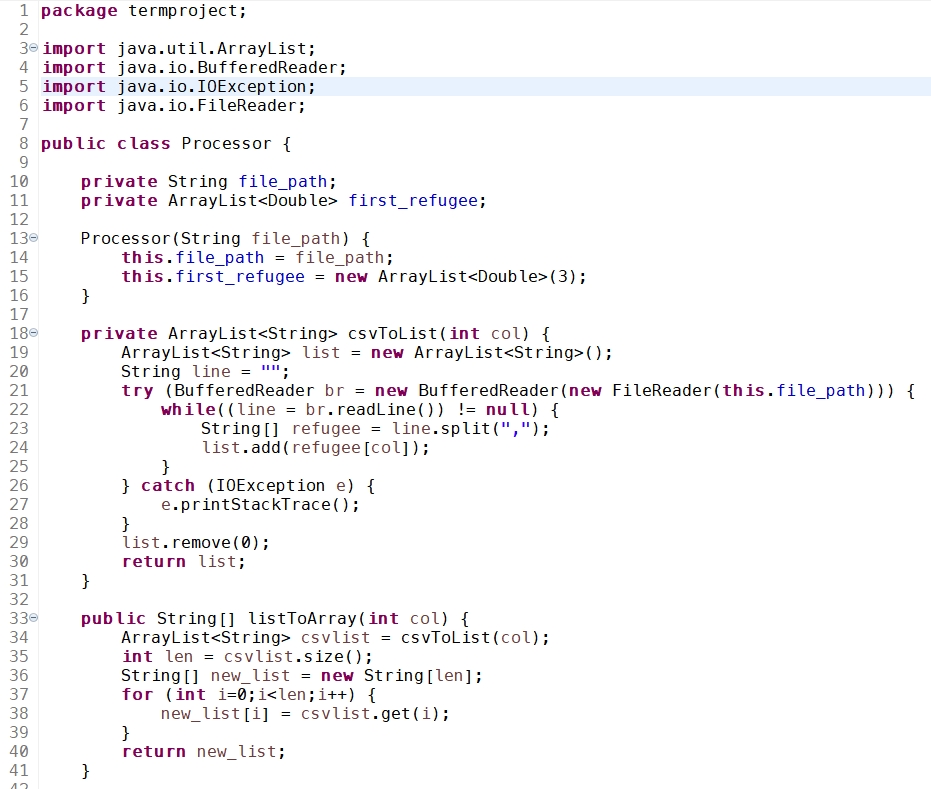 1 package termproject;
2
3 import java.util.ArrayList;
4 import java.io.BufferedReader;
5 import java.io.IOException;
6 import java.io.FileReader;
7
8 public class Processor {
9
10     private String file_path;
11     private ArrayList<Double> first_refugee;
12
13     Processor(String file_path) {
14         this.file_path = file_path;
15         this.first_refugee = new ArrayList<Double>(3);
16     }
17
18     private ArrayList<String> csvToList(int col) {
19         ArrayList<String> list = new ArrayList<String>();
20         String line = "";
21         try (BufferedReader br = new BufferedReader(new FileReader(this.file_path))) {
22             while((line = br.readLine()) != null) {
23                 String[] refugee = line.split(",");
24                 list.add(refugee[col]);
25             }
26         } catch (IOException e) {
27             e.printStackTrace();
28         }
29         list.remove(0);
30         return list;
31     }
32
33     public String[] listToArray(int col) {
34         ArrayList<String> csvlist = csvToList(col);
35         int len = csvlist.size();
36         String[] new_list = new String[len];
37         for (int i=0;i<len;i++) {
38             new_list[i] = csvlist.get(i);
39         }
40         return new_list;
41     }
42